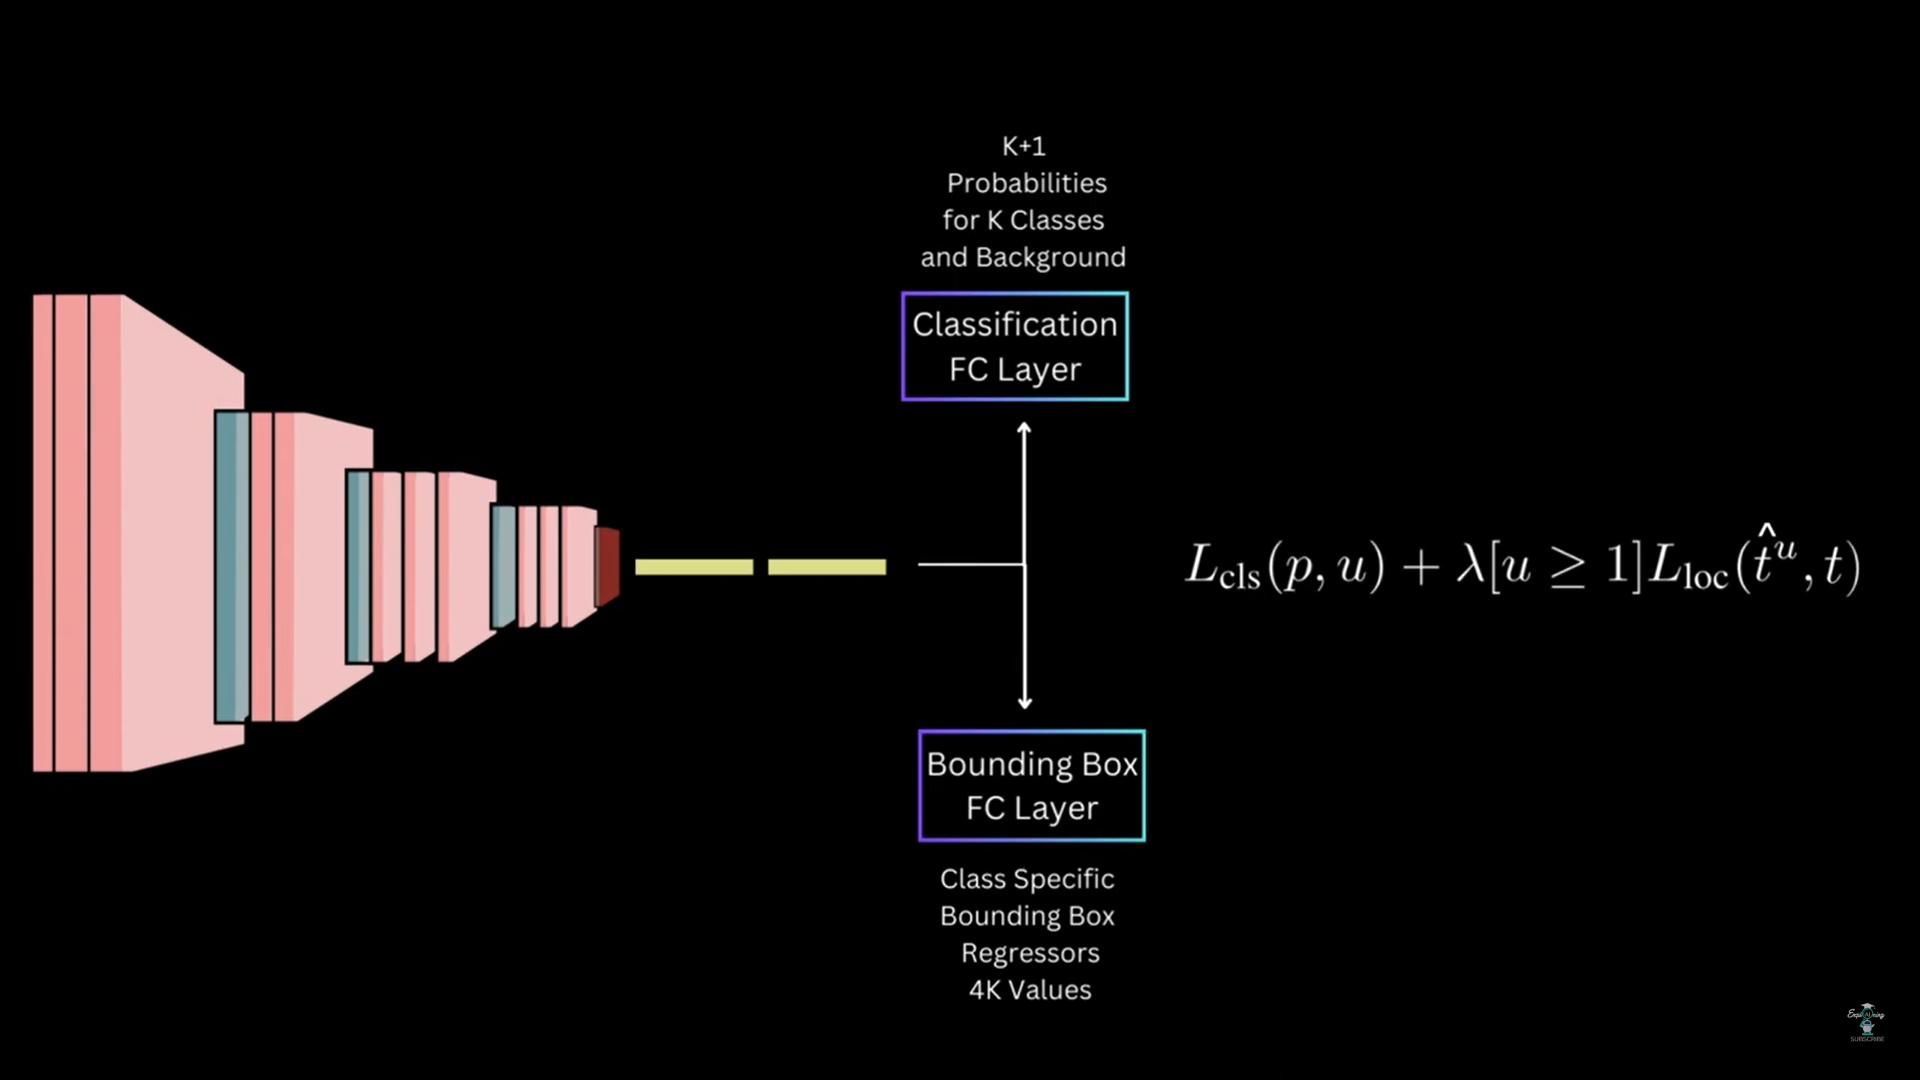 K+1
Probabilities
for K Classes
and Background
Classification
FC Layer
L_cls(p, u) + λ[u ≥ 1]L_loc(t̂^u, t)
Bounding Box
FC Layer
Class Specific
Bounding Box
Regressors
4K Values
SUBSCRIBE